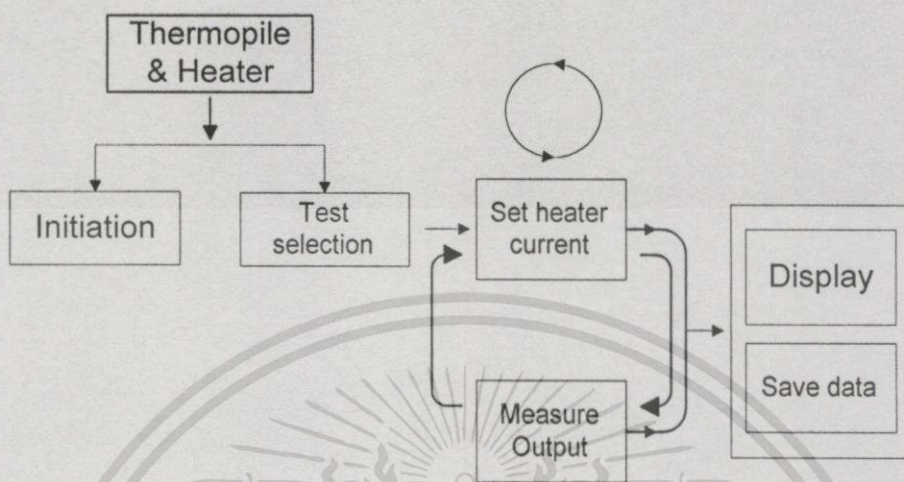 Thermopile
& Heater
Initiation
Test
selection
Set heater
current
Measure
Output
Display
Save data